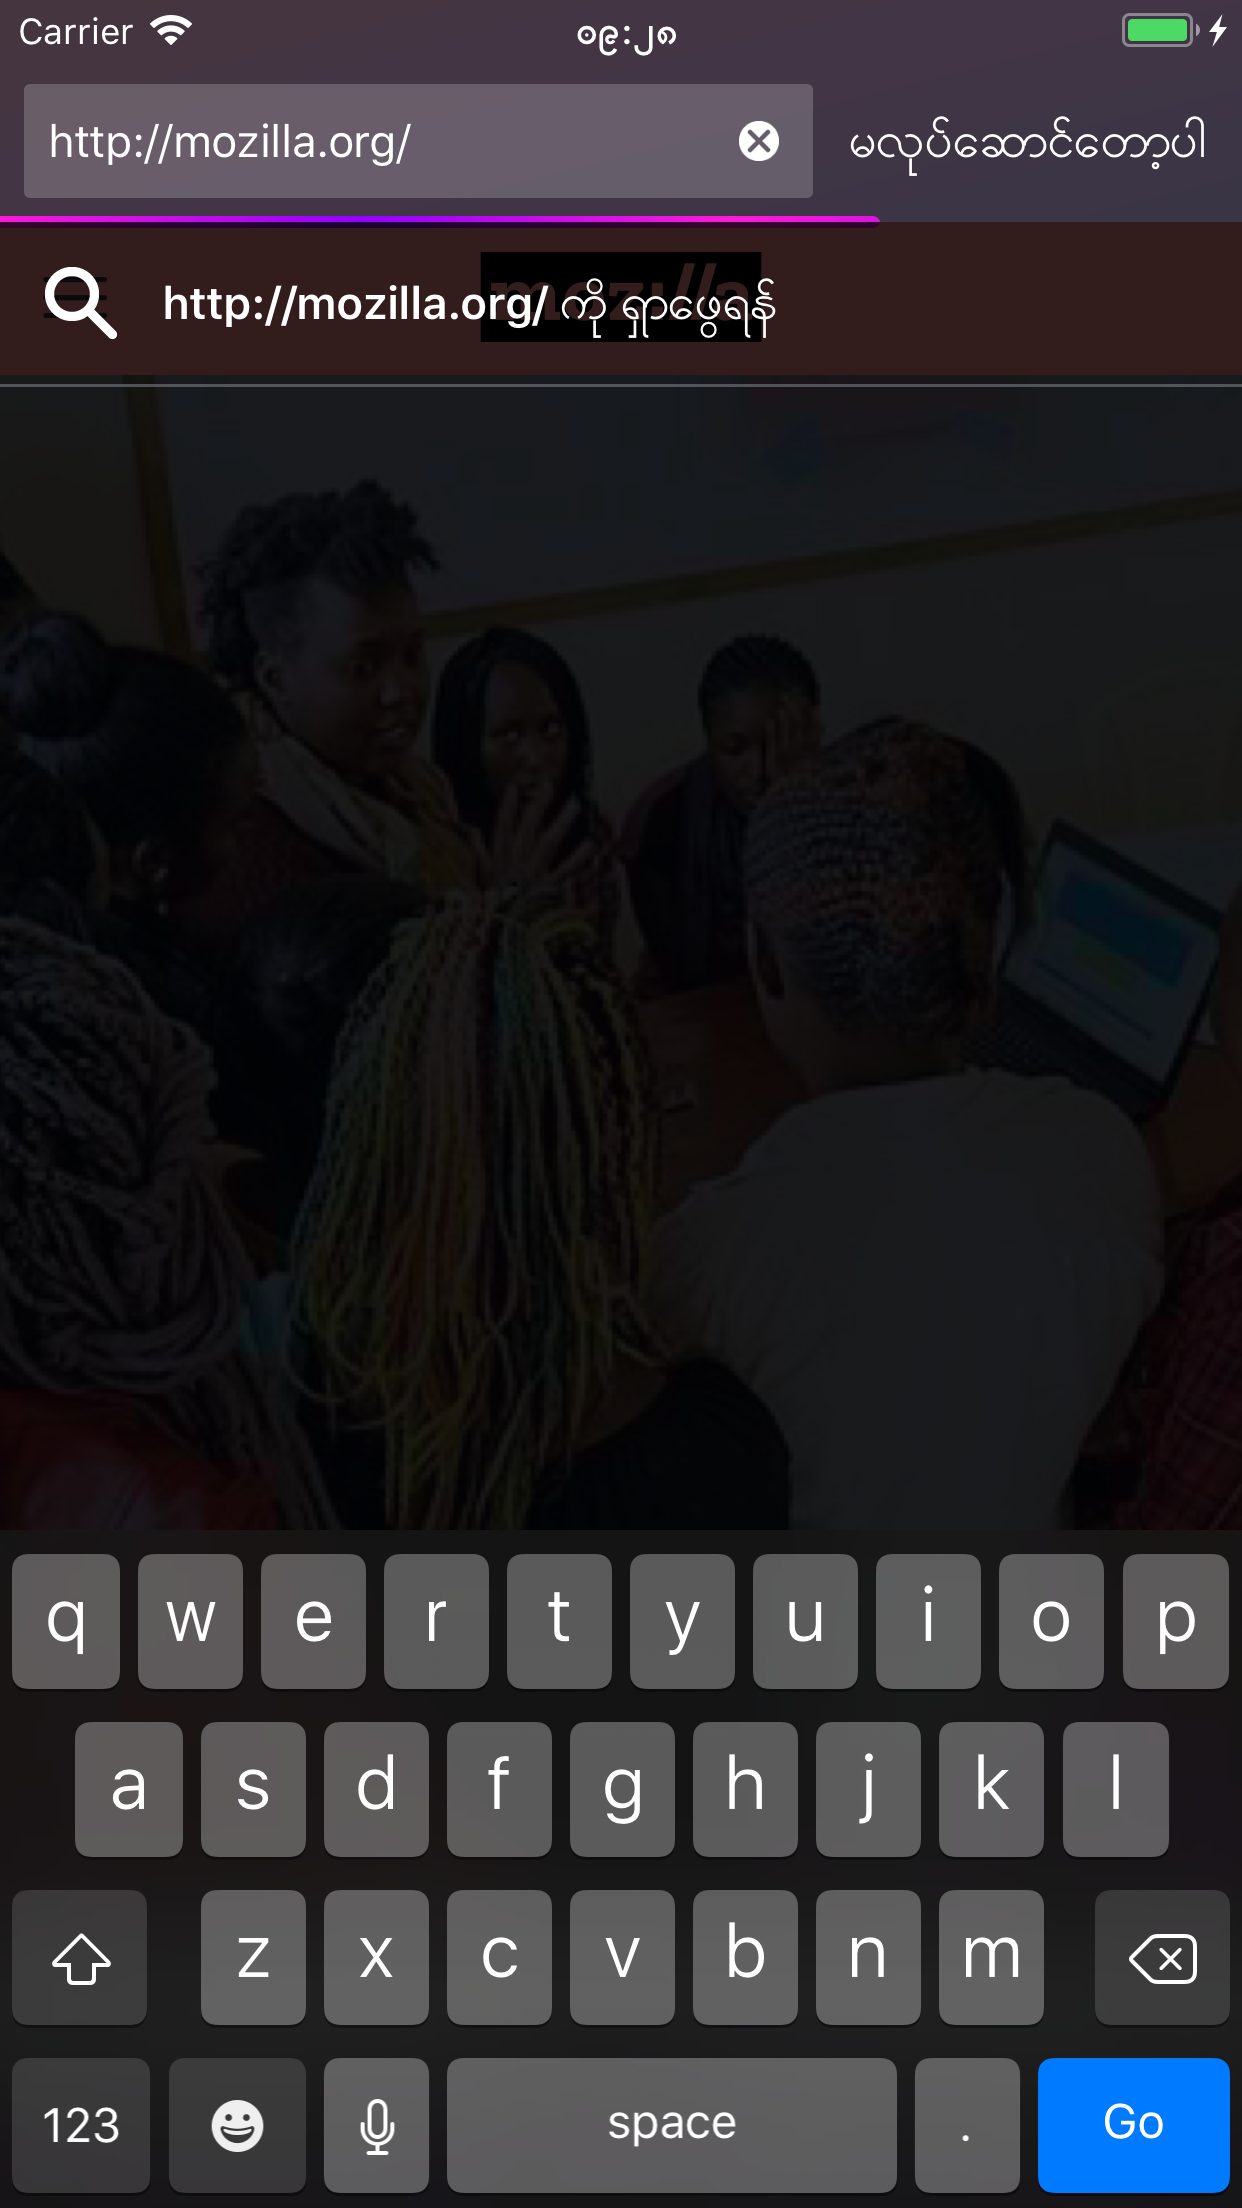 Carrier ၀၉:၂၈
http://mozilla.org/ မလုပ်ဆောင်တော့ပါ
moz://a
http://mozilla.org/ ကို ရှာဖွေရန်
q w e r t y u i o p
a s d f g h j k l
z x c v b n m
123 space . Go